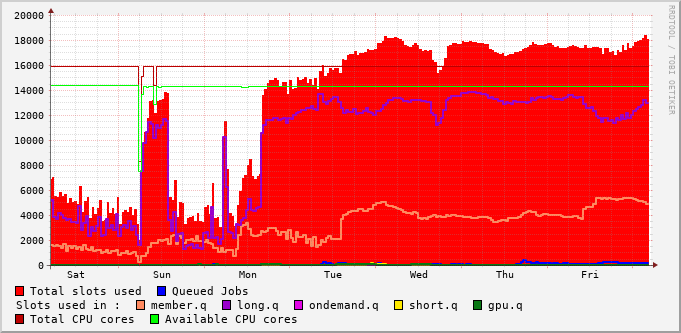 RRDTOOL / TOBI OETIKER
20000
18000
16000
14000
12000
10000
8000
6000
4000
2000
0
Sat Sun Mon Tue Wed Thu Fri
Total slots used Queued Jobs
Slots used in : member.q long.q ondemand.q short.q gpu.q
Total CPU cores Available CPU cores